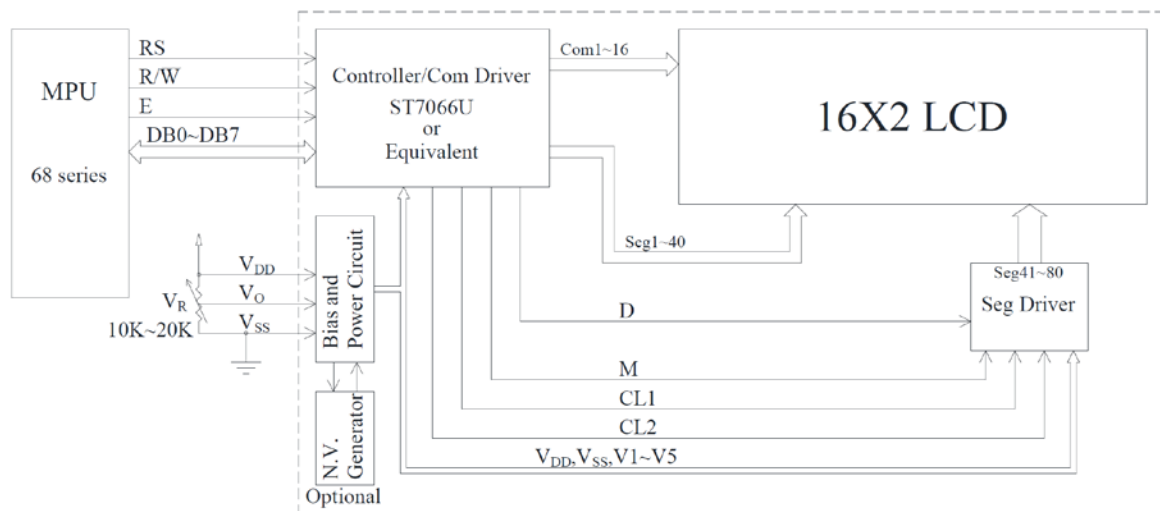 MPU
68 series
RS
R/W̅
E
DB0~DB7
Controller/Com Driver
ST7066U
or
Equivalent
Com1~16
16X2 LCD
Seg1~40
Seg41~80
Seg Driver
V_DD
V_R
V_O
10K~20K
V_SS
Bias and
Power Circuit
D
M
CL1
CL2
V_DD,V_SS,V1~V5
N.V.
Generator
Optional